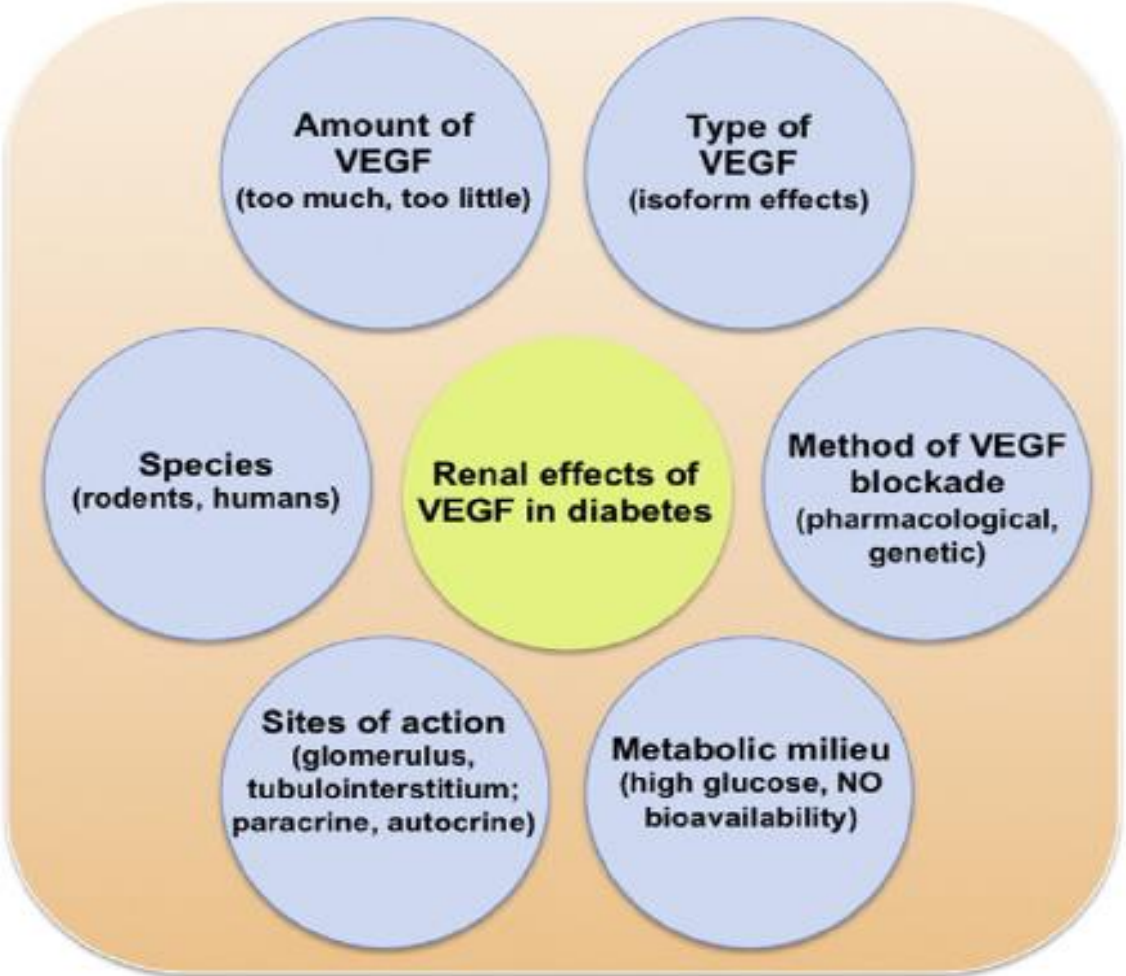 Amount of
VEGF
(too much, too little)
Type of
VEGF
(isoform effects)
Species
(rodents, humans)
Renal effects of
VEGF in diabetes
Method of VEGF
blockade
(pharmacological,
genetic)
Sites of action
(glomerulus,
tubulointerstitium;
paracrine, autocrine)
Metabolic milieu
(high glucose, NO
bioavailability)